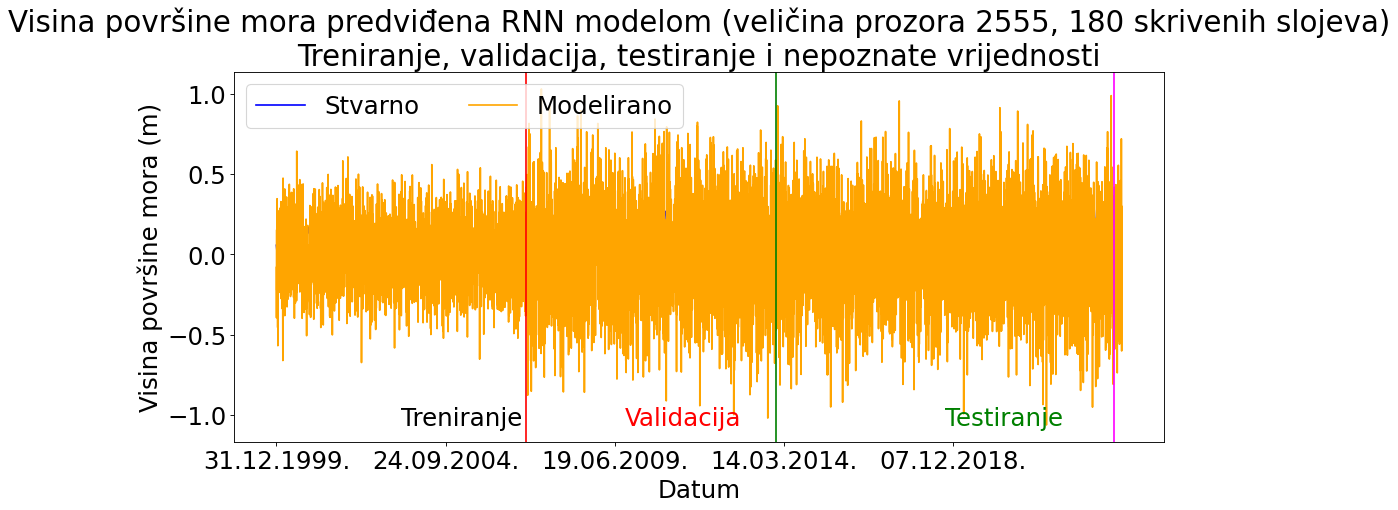 Visina površine mora predviđena RNN modelom (veličina prozora 2555, 180 skrivenih slojeva)
Treniranje, validacija, testiranje i nepoznate vrijednosti
Stvarno
Modelirano
Visina površine mora (m)
1.0
0.5
0.0
−0.5
−1.0
Treniranje
Validacija
Testiranje
31.12.1999.
24.09.2004.
19.06.2009.
14.03.2014.
07.12.2018.
Datum